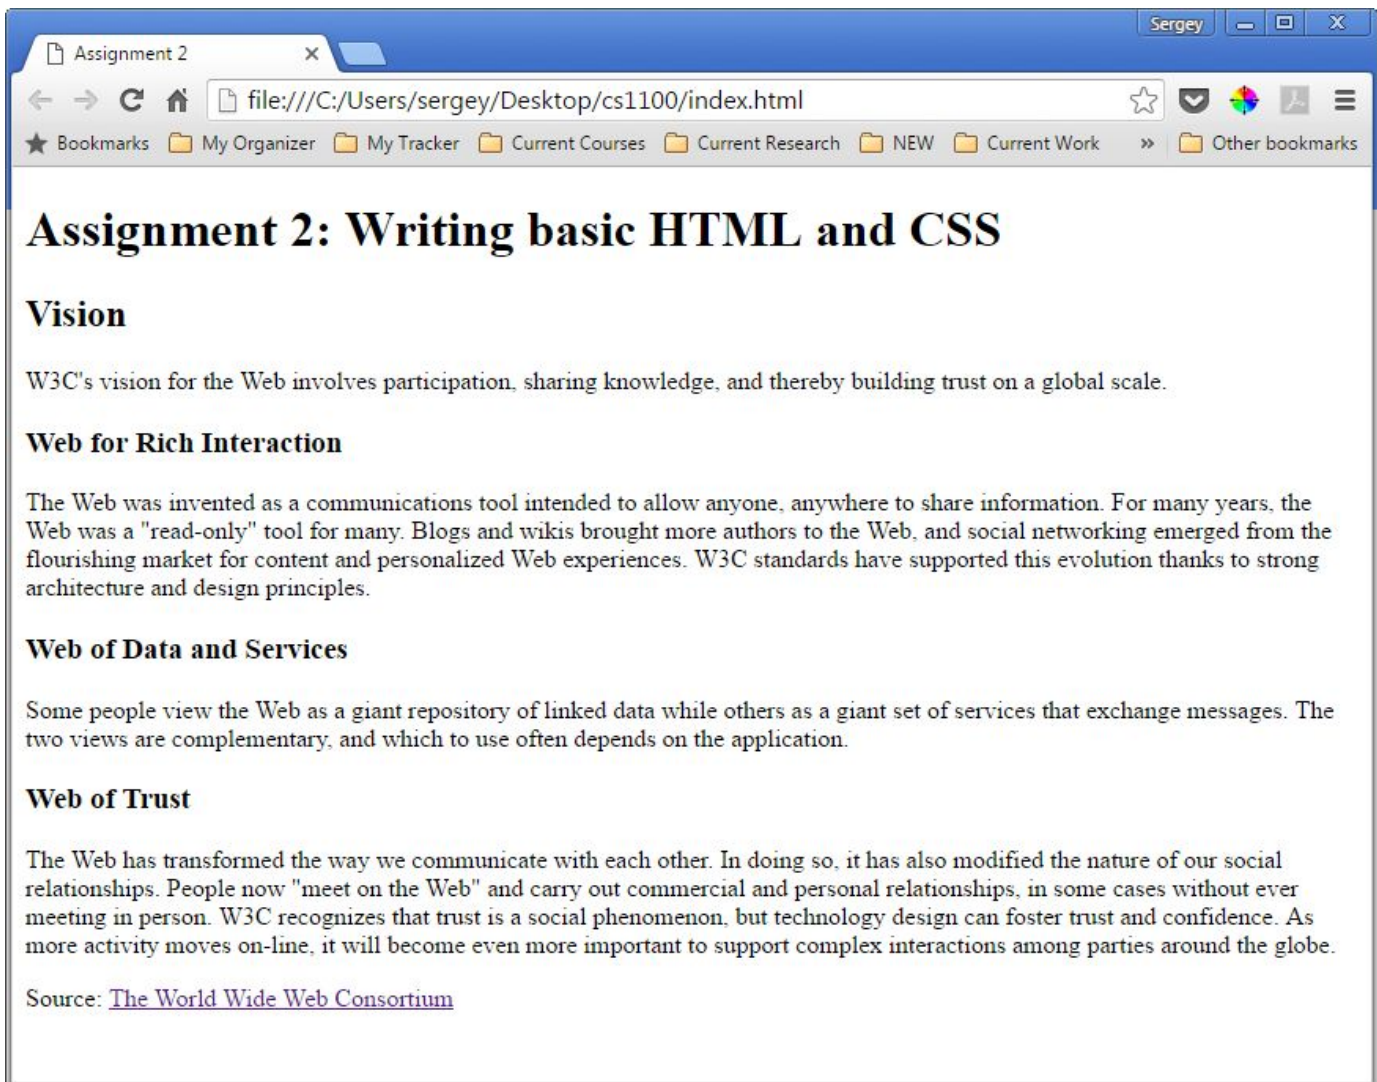 Sergey
Assignment 2
file:///C:/Users/sergey/Desktop/cs1100/index.html
Bookmarks My Organizer My Tracker Current Courses Current Research NEW Current Work » Other bookmarks
Assignment 2: Writing basic HTML and CSS
Vision
W3C's vision for the Web involves participation, sharing knowledge, and thereby building trust on a global scale.
Web for Rich Interaction
The Web was invented as a communications tool intended to allow anyone, anywhere to share information. For many years, the
Web was a "read-only" tool for many. Blogs and wikis brought more authors to the Web, and social networking emerged from the
flourishing market for content and personalized Web experiences. W3C standards have supported this evolution thanks to strong
architecture and design principles.
Web of Data and Services
Some people view the Web as a giant repository of linked data while others as a giant set of services that exchange messages. The
two views are complementary, and which to use often depends on the application.
Web of Trust
The Web has transformed the way we communicate with each other. In doing so, it has also modified the nature of our social
relationships. People now "meet on the Web" and carry out commercial and personal relationships, in some cases without ever
meeting in person. W3C recognizes that trust is a social phenomenon, but technology design can foster trust and confidence. As
more activity moves on-line, it will become even more important to support complex interactions among parties around the globe.
Source: The World Wide Web Consortium